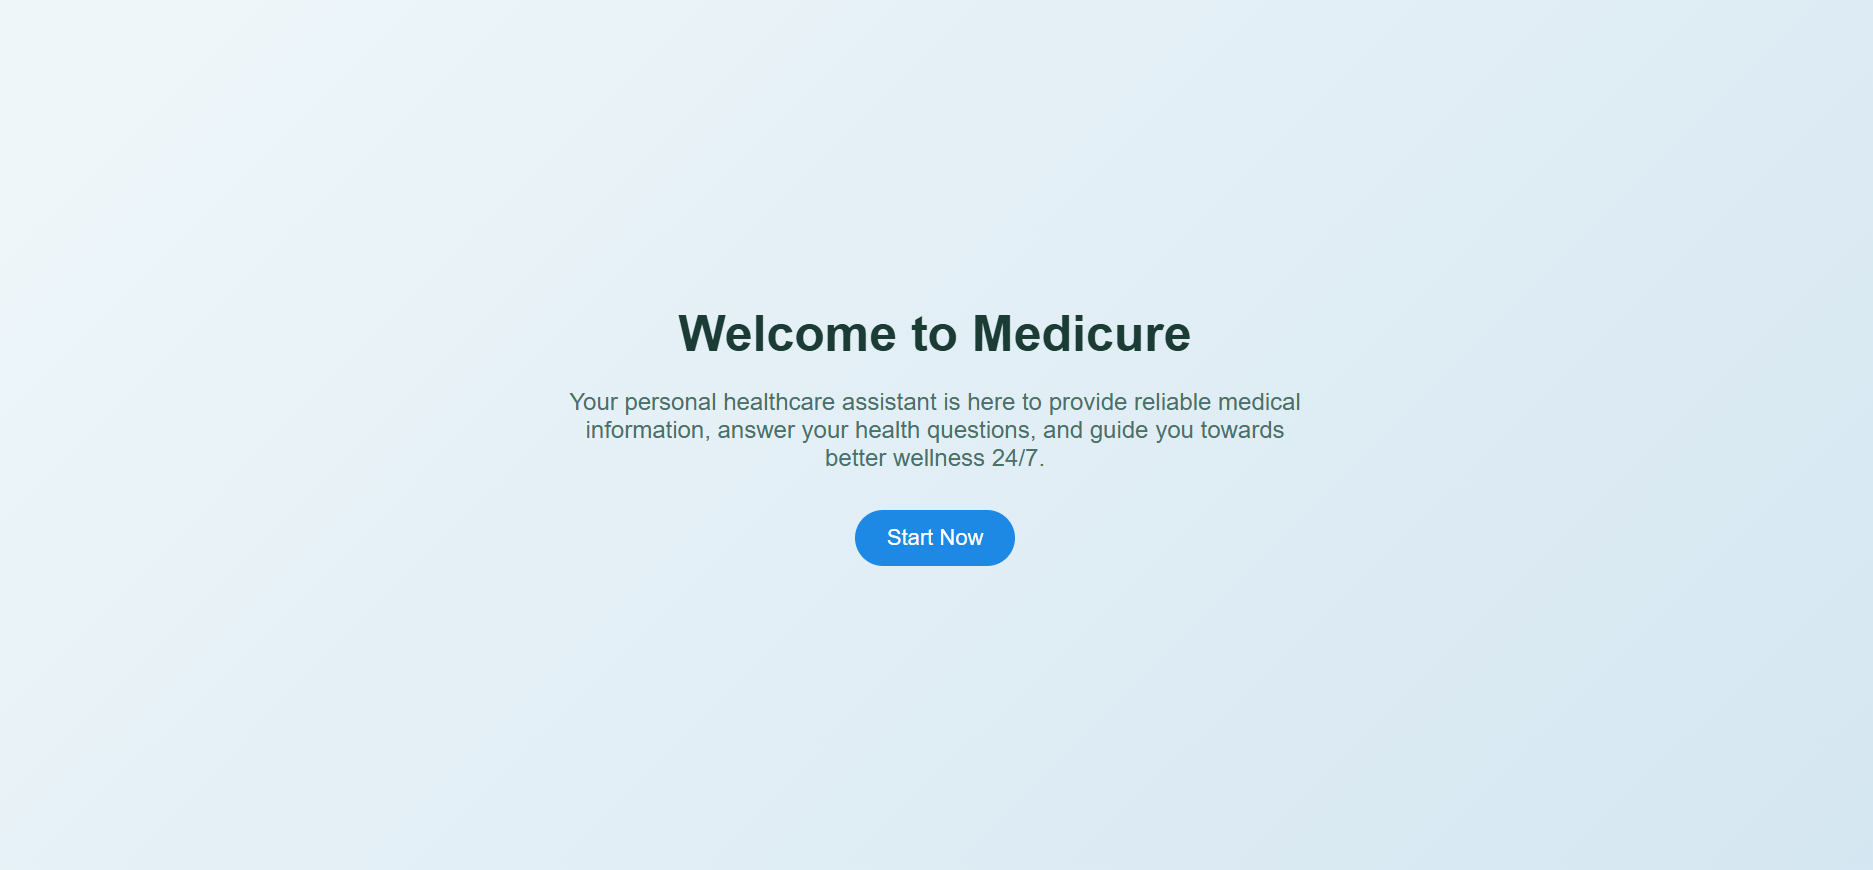 Welcome to Medicure
Your personal healthcare assistant is here to provide reliable medical
information, answer your health questions, and guide you towards
better wellness 24/7.
Start Now